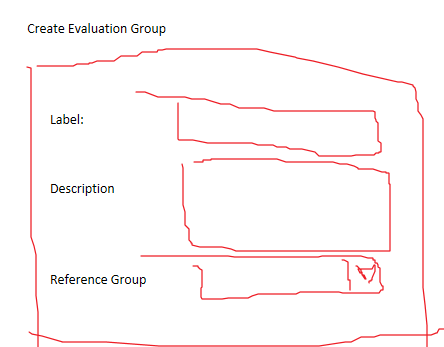 Create Evaluation Group
Label:
Description
Reference Group